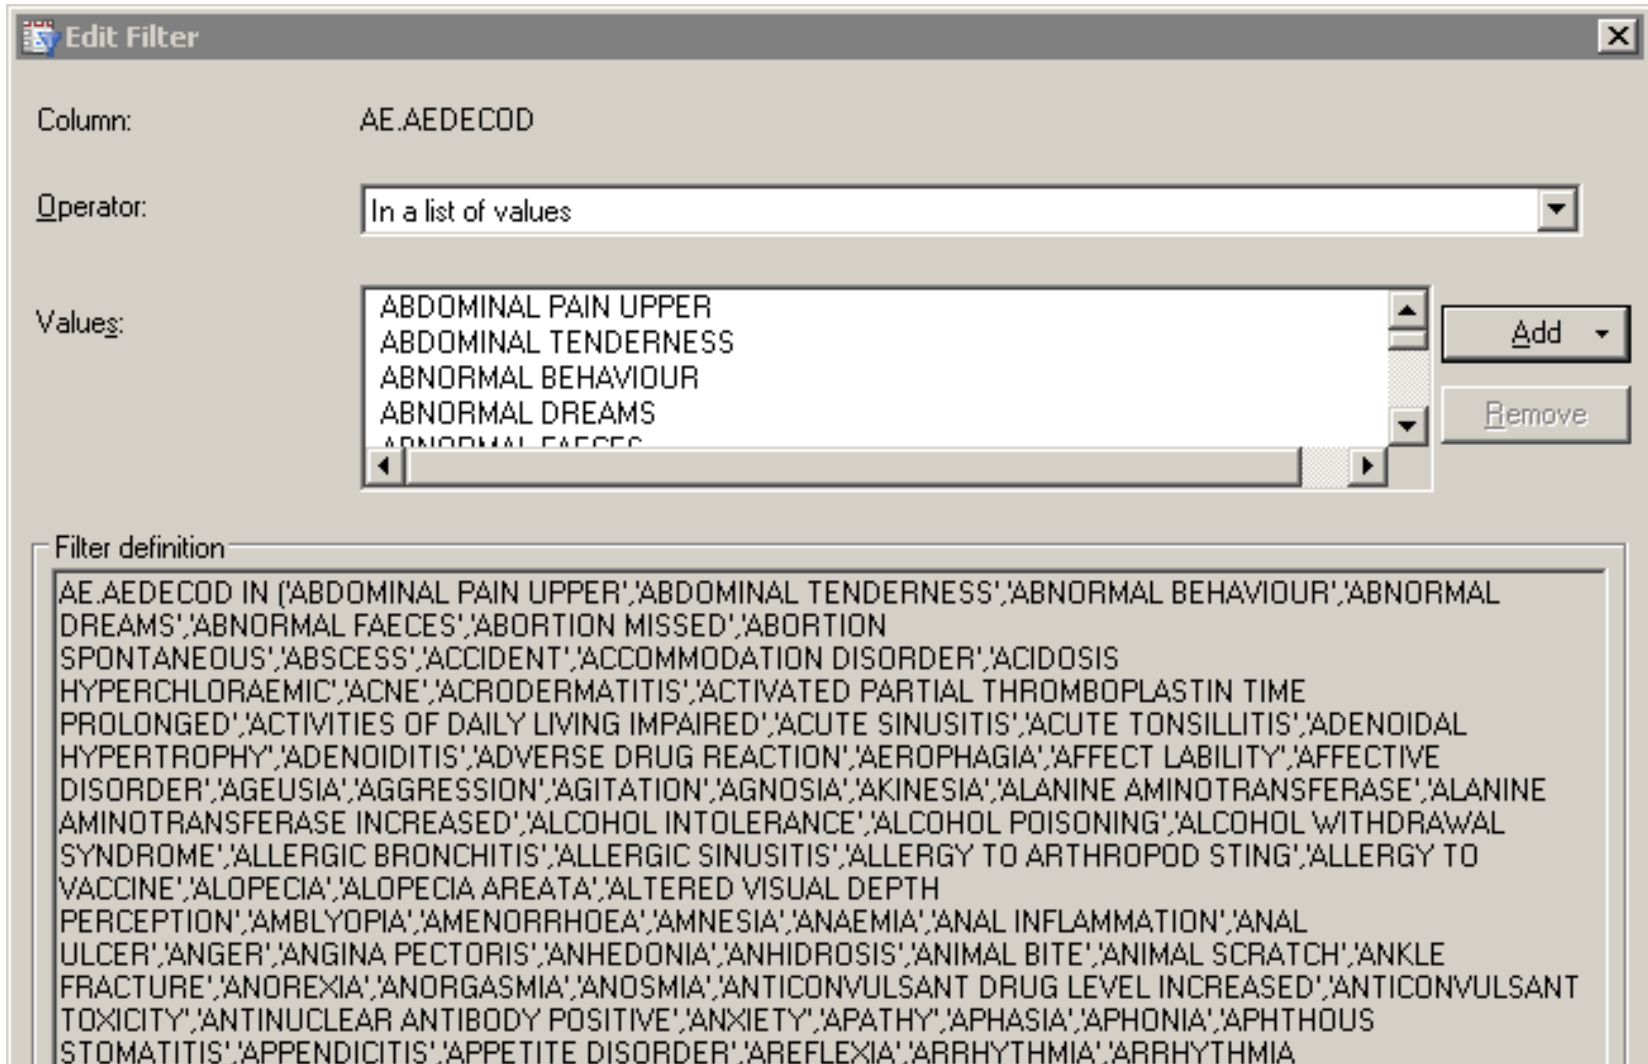 Edit Filter
Column: AE.AEDECOD
Operator: In a list of values
Values:
ABDOMINAL PAIN UPPER
ABDOMINAL TENDERNESS
ABNORMAL BEHAVIOUR
ABNORMAL DREAMS
ABNORMAL FAECES
Add
Remove
Filter definition
AE.AEDECOD IN ('ABDOMINAL PAIN UPPER','ABDOMINAL TENDERNESS','ABNORMAL BEHAVIOUR','ABNORMAL
DREAMS','ABNORMAL FAECES','ABORTION MISSED','ABORTION
SPONTANEOUS','ABSCESS','ACCIDENT','ACCOMMODATION DISORDER','ACIDOSIS
HYPERCHLORAEMIC','ACNE','ACRODERMATITIS','ACTIVATED PARTIAL THROMBOPLASTIN TIME
PROLONGED','ACTIVITIES OF DAILY LIVING IMPAIRED','ACUTE SINUSITIS','ACUTE TONSILLITIS','ADENOIDAL
HYPERTROPHY','ADENOIDITIS','ADVERSE DRUG REACTION','AEROPHAGIA','AFFECT LABILITY','AFFECTIVE
DISORDER','AGEUSIA','AGGRESSION','AGITATION','AGNOSIA','AKINESIA','ALANINE AMINOTRANSFERASE','ALANINE
AMINOTRANSFERASE INCREASED','ALCOHOL INTOLERANCE','ALCOHOL POISONING','ALCOHOL WITHDRAWAL
SYNDROME','ALLERGIC BRONCHITIS','ALLERGIC SINUSITIS','ALLERGY TO ARTHROPOD STING','ALLERGY TO
VACCINE','ALOPECIA','ALOPECIA AREATA','ALTERED VISUAL DEPTH
PERCEPTION','AMBLYOPIA','AMENORRHOEA','AMNESIA','ANAEMIA','ANAL INFLAMMATION','ANAL
ULCER','ANGER','ANGINA PECTORIS','ANHEDONIA','ANHIDROSIS','ANIMAL BITE','ANIMAL SCRATCH','ANKLE
FRACTURE','ANOREXIA','ANORGASMIA','ANOSMIA','ANTICONVULSANT DRUG LEVEL INCREASED','ANTICONVULSANT
TOXICITY','ANTINUCLEAR ANTIBODY POSITIVE','ANXIETY','APATHY','APHASIA','APHONIA','APHTHOUS
STOMATITIS','APPENDICITIS','APPETITE DISORDER','AREFLEXIA','ARRHYTHMIA','ARRHYTHMIA